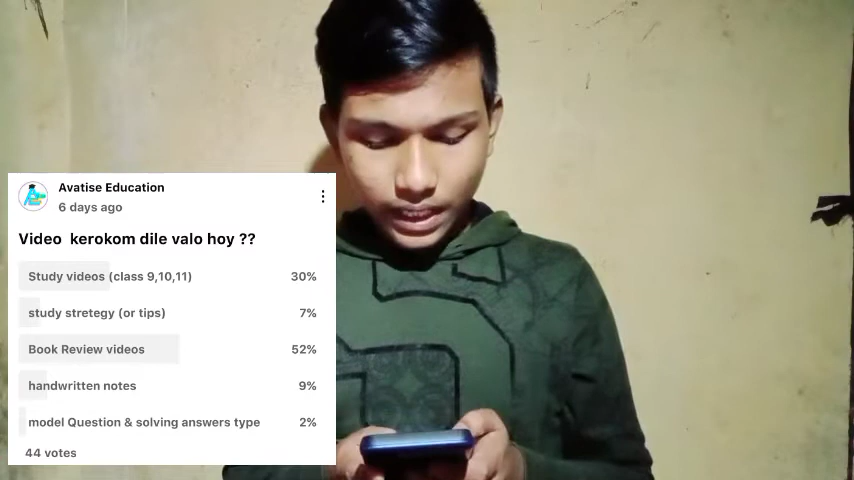 Avatise Education
6 days ago
Video kerokom dile valo hoy ??
Study videos (class 9,10,11) 30%
study stretegy (or tips) 7%
Book Review videos 52%
handwritten notes 9%
model Question & solving answers type 2%
44 votes